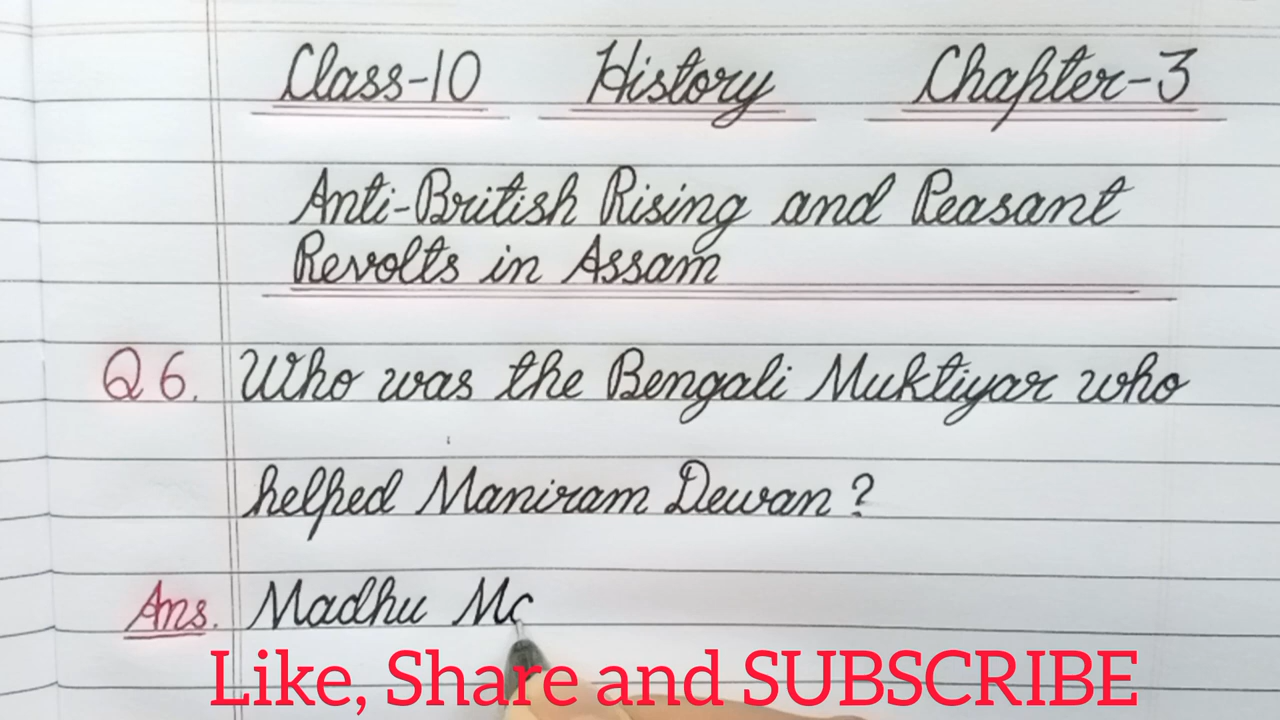 Class-10 History Chapter-3
Anti-British Rising and Peasant
Revolts in Assam
Q6. Who was the Bengali Muktiyar who
helped Maniram Dewan?
Ans. Madhu Mc
Like, Share and SUBSCRIBE